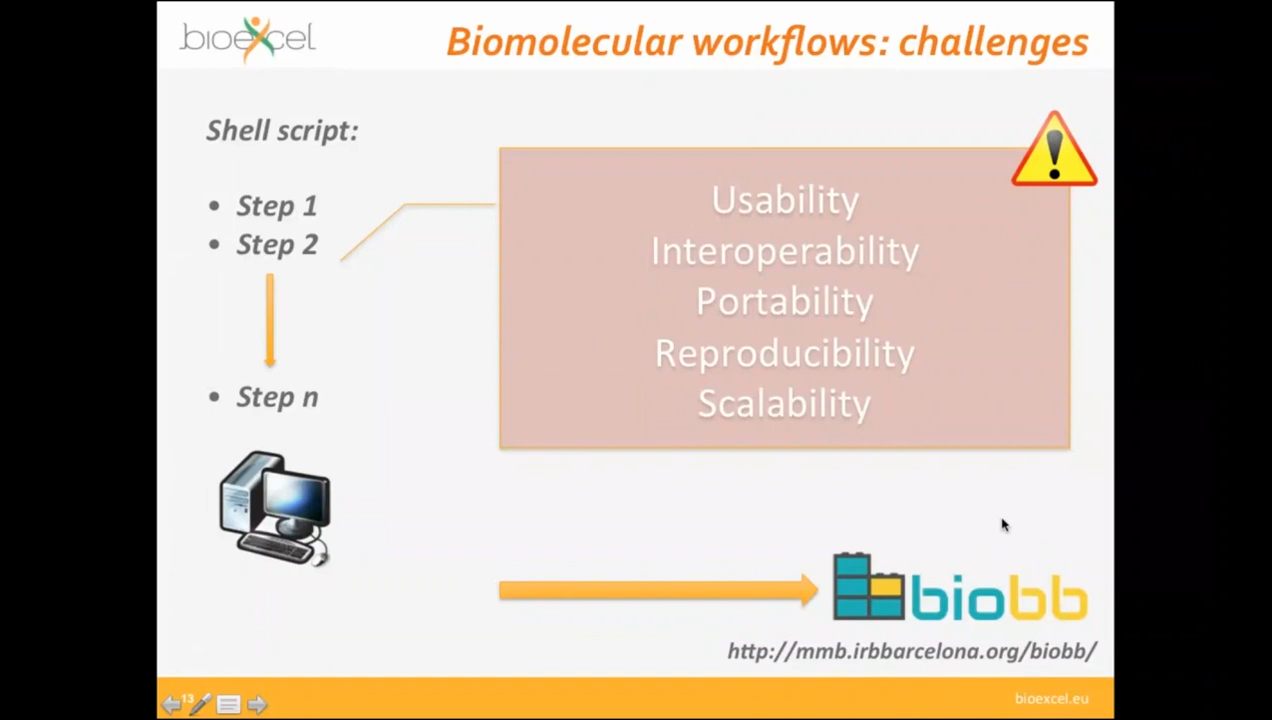 bioexcel
Biomolecular workflows: challenges
Shell script:
• Step 1
• Step 2
• Step n
Usability
Interoperability
Portability
Reproducibility
Scalability
biobb
http://mmb.irbbarcelona.org/biobb/
13
bioexcel.eu